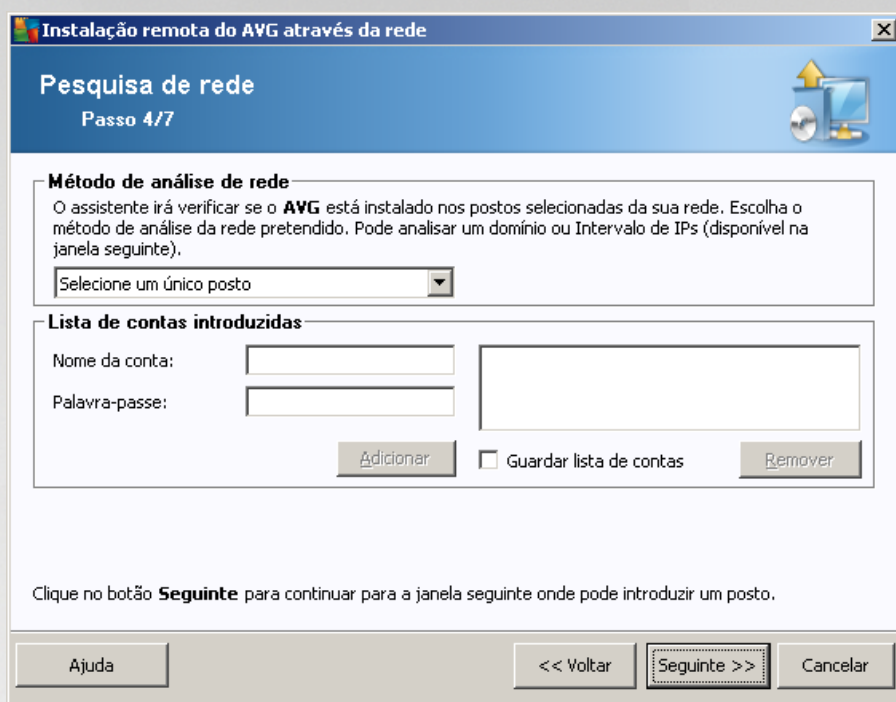 Instalação remota do AVG através da rede
Pesquisa de rede
Passo 4/7
Método de análise de rede
O assistente irá verificar se o AVG está instalado nos postos selecionadas da sua rede. Escolha o
método de análise da rede pretendido. Pode analisar um domínio ou Intervalo de IPs (disponível na
janela seguinte).
Selecione um único posto
Lista de contas introduzidas
Nome da conta:
Palavra-passe:
Adicionar
Guardar lista de contas
Remover
Clique no botão Seguinte para continuar para a janela seguinte onde pode introduzir um posto.
Ajuda
<< Voltar
Seguinte >>
Cancelar